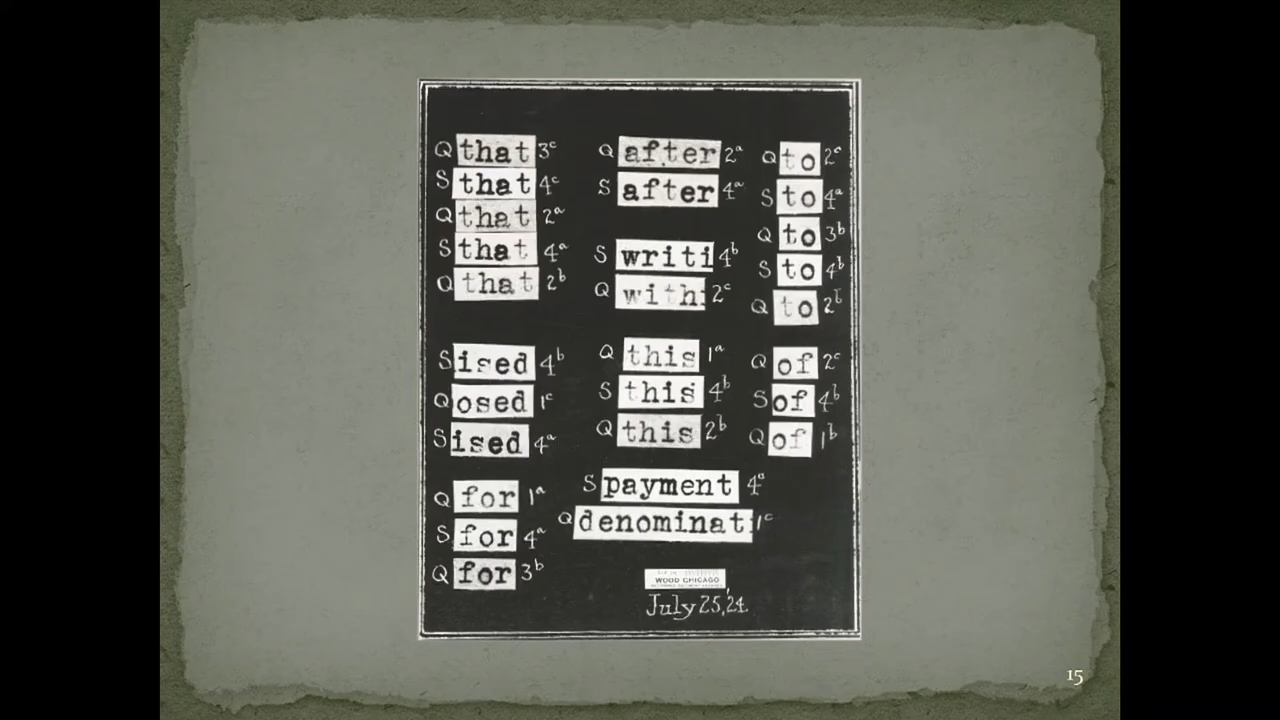 Q that 3c
S that 4c
Q that 2a
S that 4a
Q that 2b
S ised 4b
Q osed 1c
S ised 4a
Q for 1a
S for 4a
Q for 3b
Q after 2a
S after 4a
S writi 4b
Q withi 2c
Q this 1a
S this 4b
Q this 2b
S payment 4a
Q denominat 1c
Q to 2c
S to 4a
Q to 3b
S to 4b
Q to 2b
Q of 2c
S of 4b
Q of 1b
WOOD CHICAGO
July 25, '24.
15